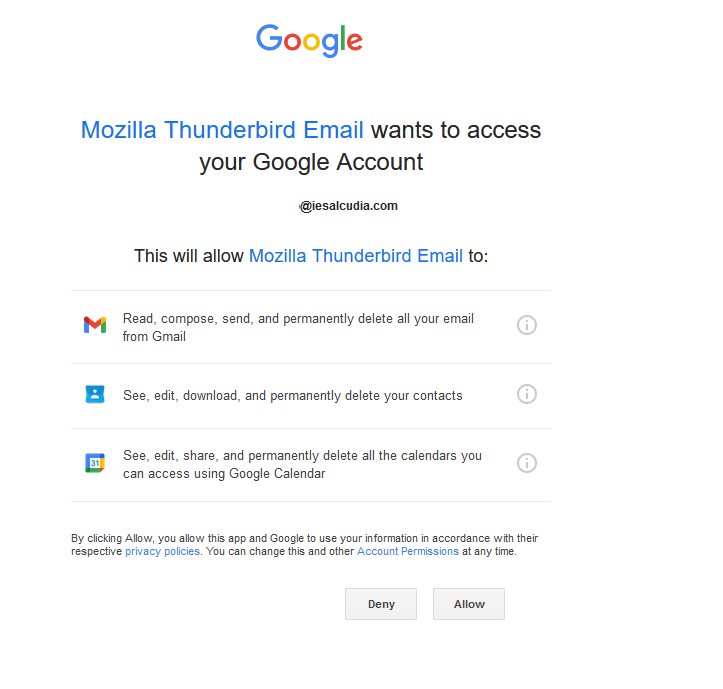 Google
Mozilla Thunderbird Email wants to access
your Google Account
@iesalcudia.com
This will allow Mozilla Thunderbird Email to:
Read, compose, send, and permanently delete all your email
from Gmail
See, edit, download, and permanently delete your contacts
31
See, edit, share, and permanently delete all the calendars you
can access using Google Calendar
By clicking Allow, you allow this app and Google to use your information in accordance with their
respective privacy policies. You can change this and other Account Permissions at any time.
Deny Allow